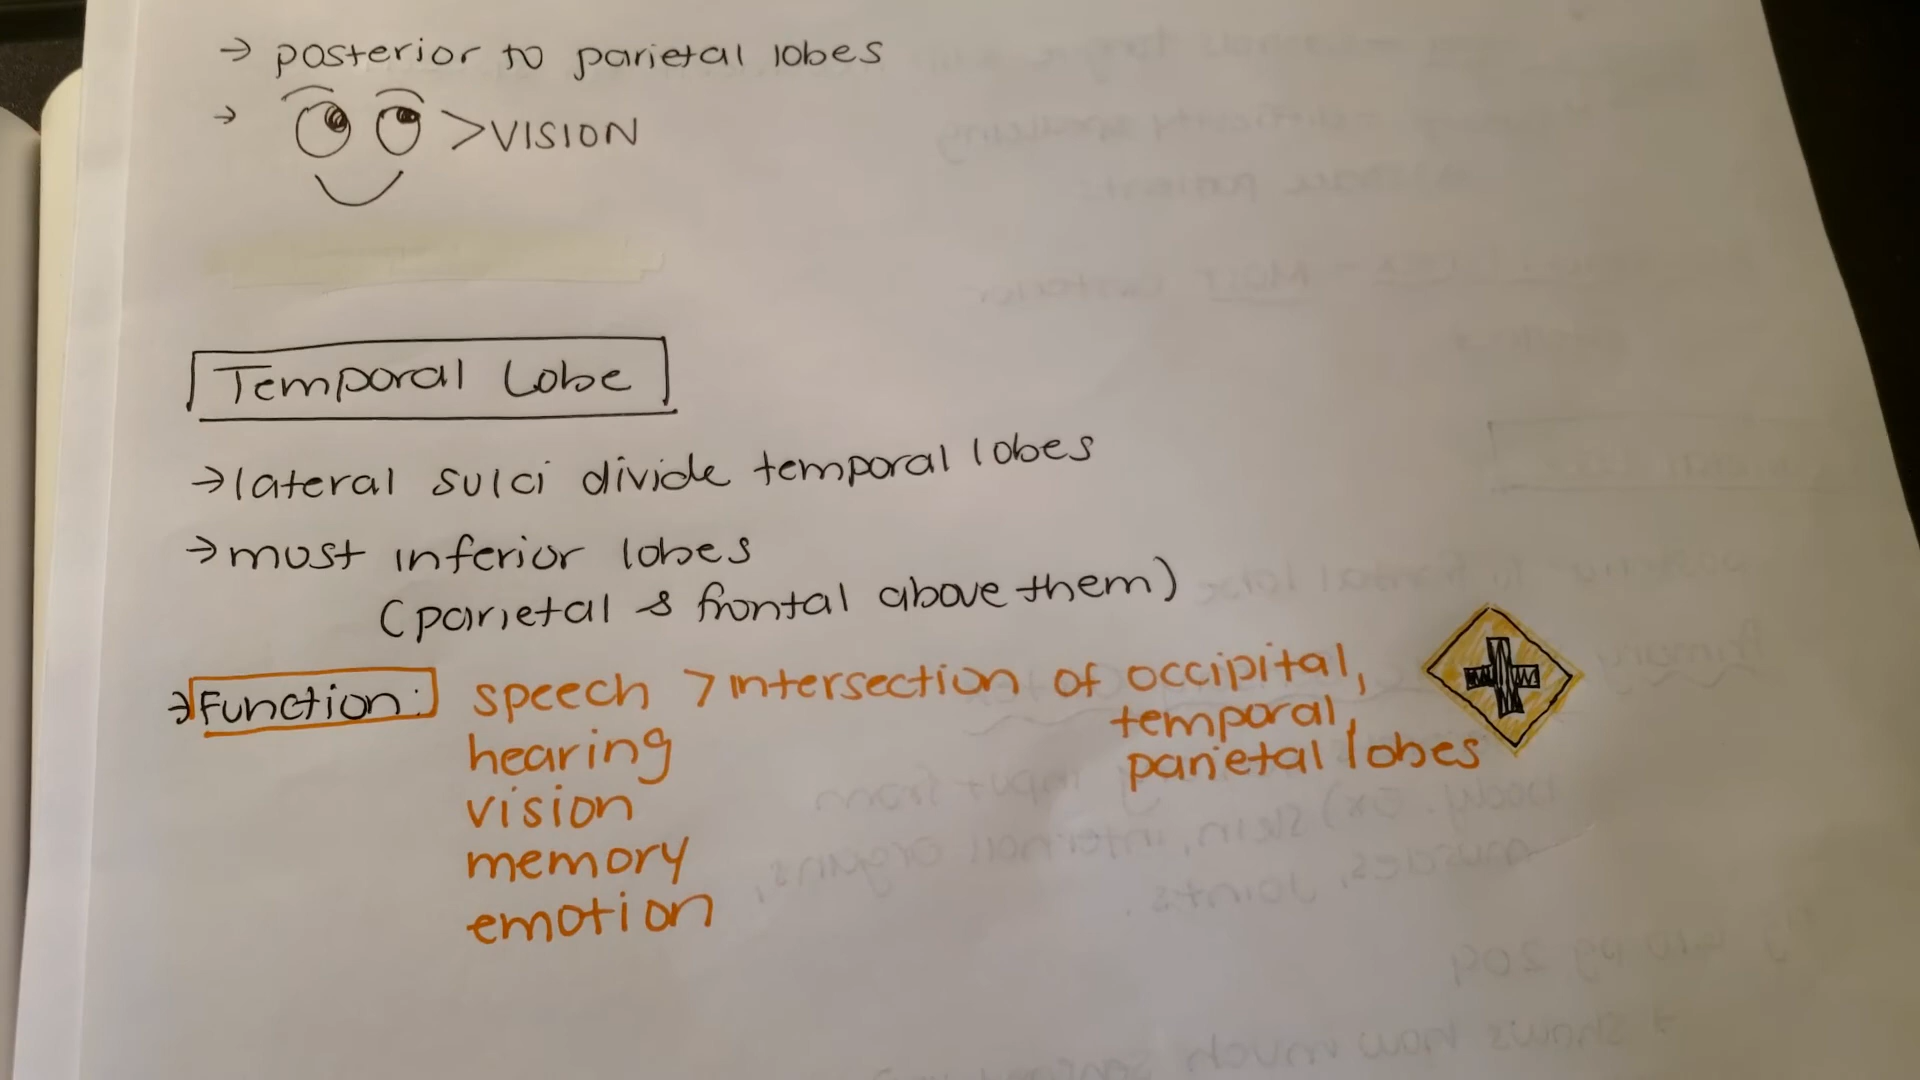 → posterior to parietal lobes
→ > VISION
Temporal Lobe
→ lateral sulci divide temporal lobes
→ most inferior lobes
(parietal & frontal above them)
→ Function: speech > intersection of occipital,
temporal,
parietal lobes
hearing
vision
memory
emotion